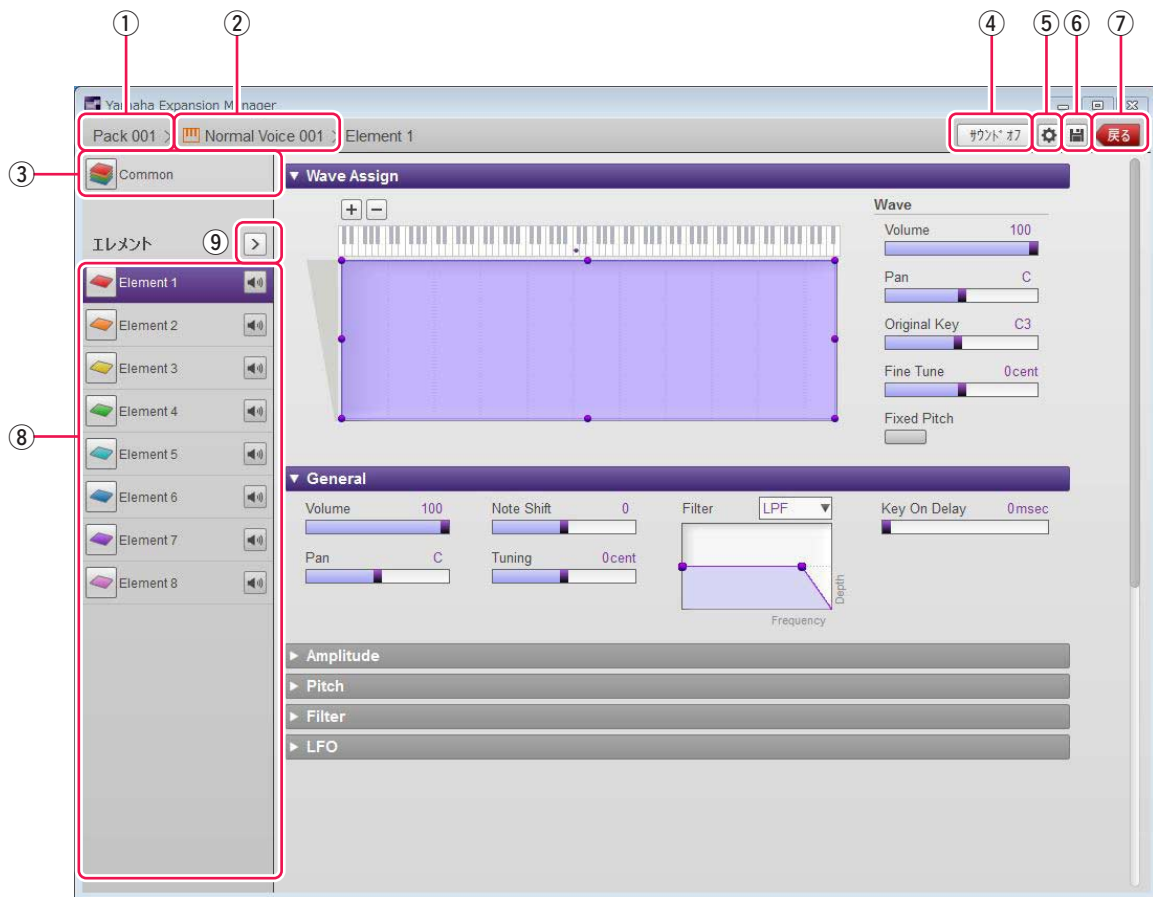 ① ② ④ ⑤ ⑥ ⑦
Yamaha Expansion Manager
Pack 001 > Normal Voice 001 > Element 1
サウンドオフ
戻る
③
Common
エレメント
⑨
>
⑧
Element 1
Element 2
Element 3
Element 4
Element 5
Element 6
Element 7
Element 8
▼ Wave Assign
+ −
Wave
Volume 100
Pan C
Original Key C3
Fine Tune 0cent
Fixed Pitch
▼ General
Volume 100
Pan C
Note Shift 0
Tuning 0cent
Filter LPF ▼
Depth
Frequency
Key On Delay 0msec
► Amplitude
► Pitch
► Filter
► LFO